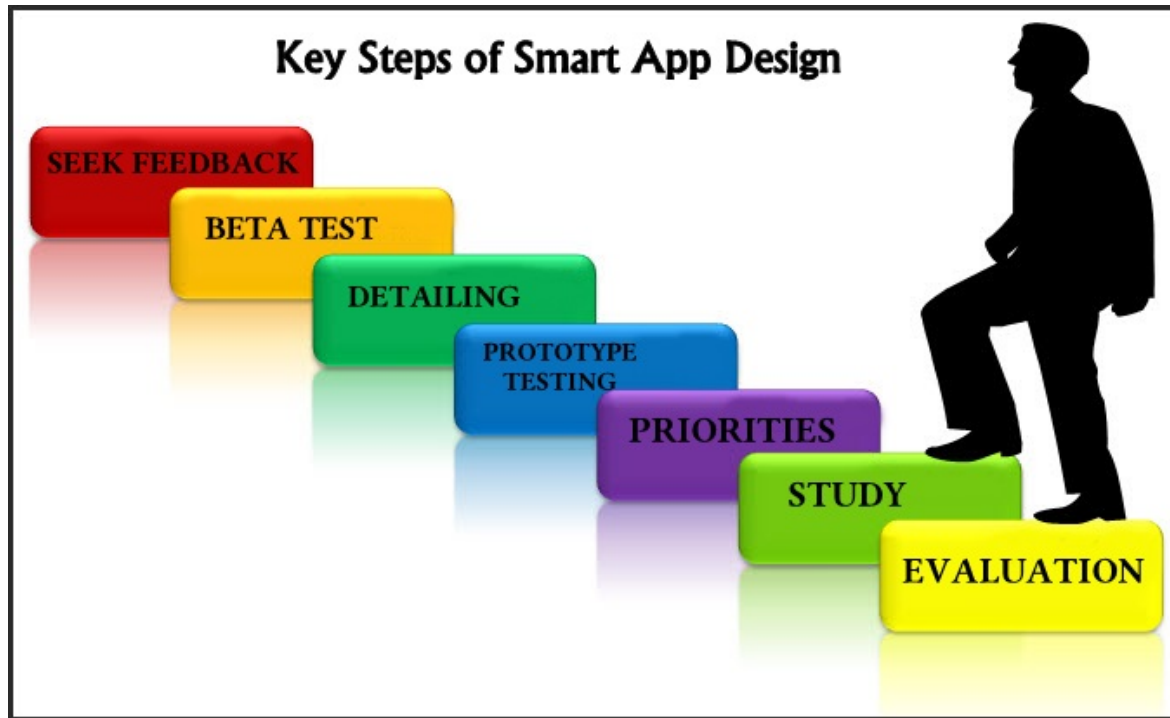 Key Steps of Smart App Design
SEEK FEEDBACK
BETA TEST
DETAILING
PROTOTYPE
TESTING
PRIORITIES
STUDY
EVALUATION